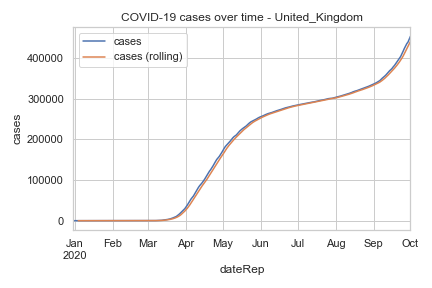 COVID-19 cases over time - United_Kingdom
cases
cases (rolling)
400000
300000
200000
100000
0
cases
Jan Feb Mar Apr May Jun Jul Aug Sep Oct
2020
dateRep